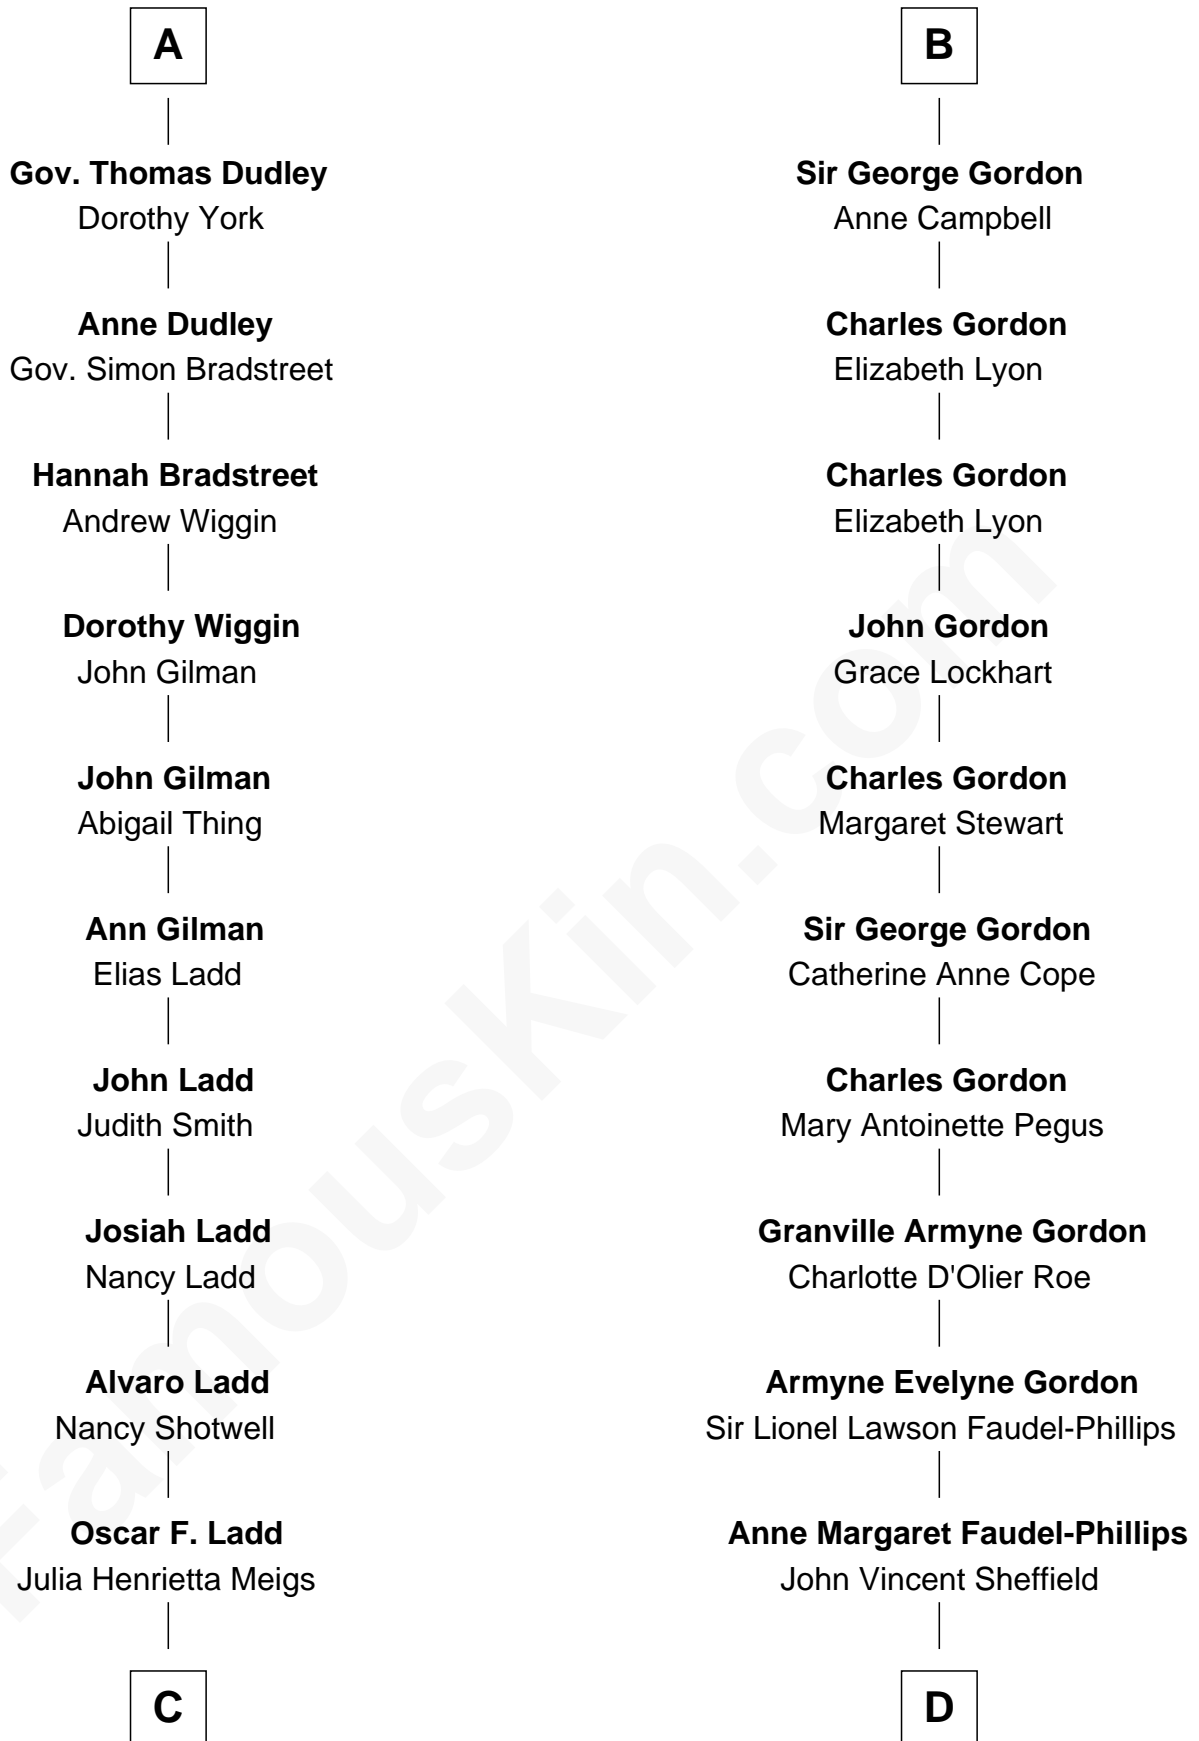 A
Gov. Thomas Dudley
Dorothy York
Anne Dudley
Gov. Simon Bradstreet
Hannah Bradstreet
Andrew Wiggin
Dorothy Wiggin
John Gilman
John Gilman
Abigail Thing
Ann Gilman
Elias Ladd
John Ladd
Judith Smith
Josiah Ladd
Nancy Ladd
Alvaro Ladd
Nancy Shotwell
Oscar F. Ladd
Julia Henrietta Meigs
C
B
Sir George Gordon
Anne Campbell
Charles Gordon
Elizabeth Lyon
Charles Gordon
Elizabeth Lyon
John Gordon
Grace Lockhart
Charles Gordon
Margaret Stewart
Sir George Gordon
Catherine Anne Cope
Charles Gordon
Mary Antoinette Pegus
Granville Armyne Gordon
Charlotte D'Olier Roe
Armyne Evelyne Gordon
Sir Lionel Lawson Faudel-Phillips
Anne Margaret Faudel-Phillips
John Vincent Sheffield
D
FamousKin.com